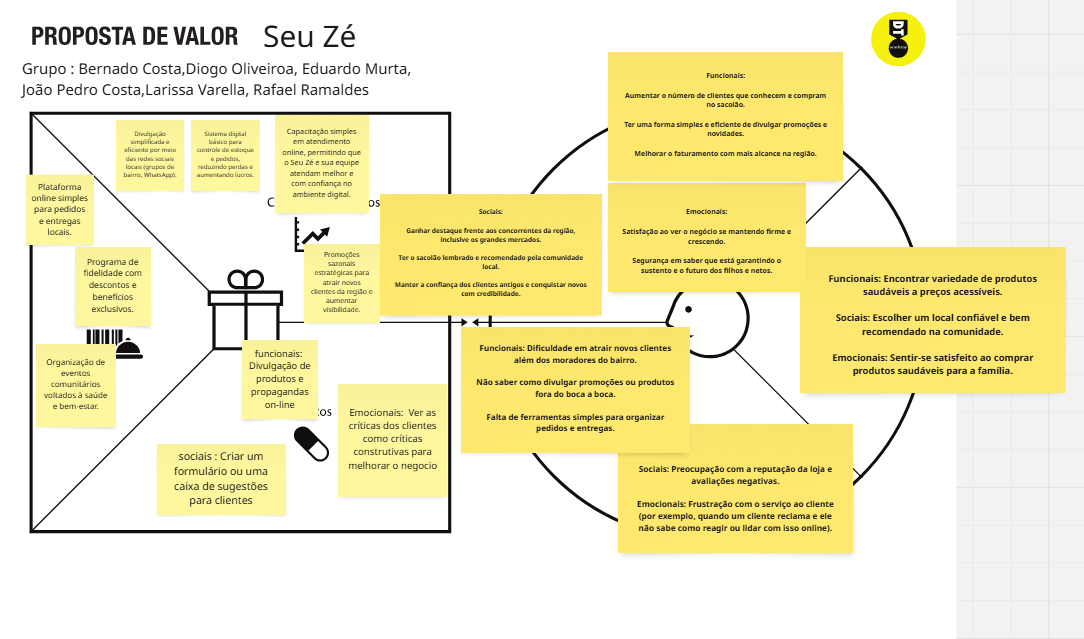 PROPOSTA DE VALOR Seu Zé
Grupo : Bernado Costa,Diogo Oliveiroa, Eduardo Murta,
João Pedro Costa,Larissa Varella, Rafael Ramaldes
Divulgação
simplificada e
eficiente por meio
das redes sociais
locais (grupos de
barro, WhatsApp).
Sistema digital
básico para
controle de estoque
e pedidos,
reduzindo perdas e
aumentando lucros.
Capacitação simples
em atendimento
online, permitindo que
o Seu Zé e sua equipe
atendam melhor e
com confiança no
ambiente digital.
Plataforma
online simples
para pedidos
e entregas
locais.
Programa de
fidelidade com
descontos e
benefícios
exclusivos.
Promoções
sazonais
estratégicas para
atrair novos
clientes da região e
aumentar
visibilidade.
Organização de
eventos
comunitários
voltados à saúde
e bem-estar.
funcionais:
Divulgação de
produtos e
propagandas
on-line
Emocionais: Ver as
críticas dos clientes
como críticas
construtivas para
melhorar o negocio
sociais : Criar um
formulário ou uma
caixa de sugestões
para clientes
Funcionais:
Aumentar o número de clientes que conhecem e compram
no sacolão.
Ter uma forma simples e eficiente de divulgar promoções e
novidades.
Melhorar o faturamento com mais alcance na região.
Sociais:
Ganhar destaque frente aos concorrentes da região,
inclusive os grandes mercados.
Ter o sacolão lembrado e recomendado pela comunidade
local.
Manter a confiança dos clientes antigos e conquistar novos
com credibilidade.
Emocionais:
Satisfação ao ver o negócio se mantendo firme e
crescendo.
Segurança em saber que está garantindo o
sustento e o futuro dos filhos e netos.
Funcionais: Encontrar variedade de produtos
saudáveis a preços acessíveis.
Sociais: Escolher um local confiável e bem
recomendado na comunidade.
Emocionais: Sentir-se satisfeito ao comprar
produtos saudáveis para a família.
Funcionais: Dificuldade em atrair novos clientes
além dos moradores do bairro.
Não saber como divulgar promoções ou produtos
fora do boca a boca.
Falta de ferramentas simples para organizar
pedidos e entregas.
Sociais: Preocupação com a reputação da loja e
avaliações negativas.
Emocionais: Frustração com o serviço ao cliente
(por exemplo, quando um cliente reclama e ele
não sabe como reagir ou lidar com isso online).